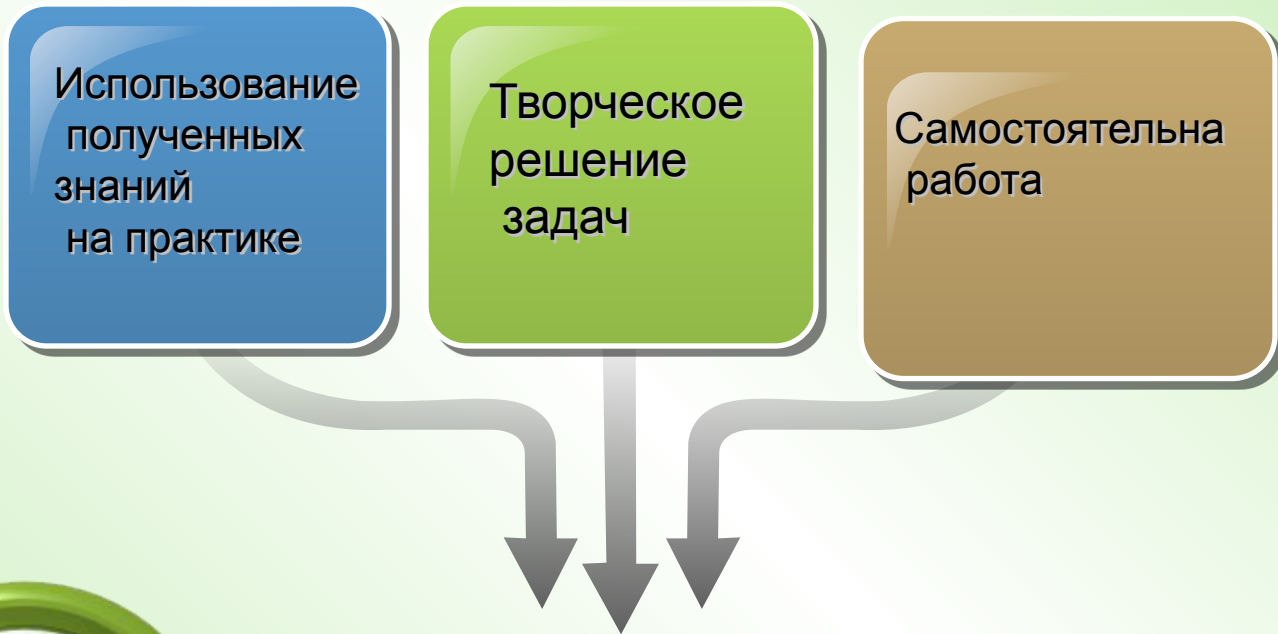 Использование
полученных
знаний
на практике
Творческое
решение
задач
Самостоятельна
работа